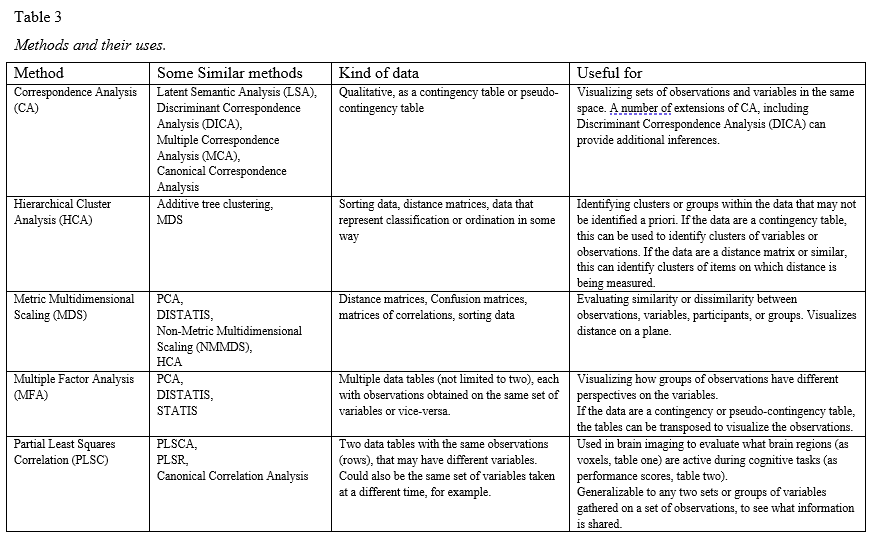 Table 3
Methods and their uses.
Method
Some Similar methods
Kind of data
Useful for
Correspondence Analysis
(CA)
Latent Semantic Analysis (LSA),
Discriminant Correspondence
Analysis (DICA),
Multiple Correspondence
Analysis (MCA),
Canonical Correspondence
Analysis
Qualitative, as a contingency table or pseudo-
contingency table
Visualizing sets of observations and variables in the same
space. A number of extensions of CA, including
Discriminant Correspondence Analysis (DICA) can
provide additional inferences.
Hierarchical Cluster
Analysis (HCA)
Additive tree clustering,
MDS
Sorting data, distance matrices, data that
represent classification or ordination in some
way
Identifying clusters or groups within the data that may not
be identified a priori. If the data are a contingency table,
this can be used to identify clusters of variables or
observations. If the data are a distance matrix or similar,
this can identify clusters of items on which distance is
being measured.
Metric Multidimensional
Scaling (MDS)
PCA,
DISTATIS,
Non-Metric Multidimensional
Scaling (NMMDS),
HCA
Distance matrices, Confusion matrices,
matrices of correlations, sorting data
Evaluating similarity or dissimilarity between
observations, variables, participants, or groups. Visualizes
distance on a plane.
Multiple Factor Analysis
(MFA)
PCA,
DISTATIS,
STATIS
Multiple data tables (not limited to two), each
with observations obtained on the same set of
variables or vice-versa.
Visualizing how groups of observations have different
perspectives on the variables.
If the data are a contingency or pseudo-contingency table,
the tables can be transposed to visualize the observations.
Partial Least Squares
Correlation (PLSC)
PLSCA,
PLSR,
Canonical Correlation Analysis
Two data tables with the same observations
(rows), that may have different variables.
Could also be the same set of variables taken
at a different time, for example.
Used in brain imaging to evaluate what brain regions (as
voxels, table one) are active during cognitive tasks (as
performance scores, table two).
Generalizable to any two sets or groups of variables
gathered on a set of observations, to see what information
is shared.